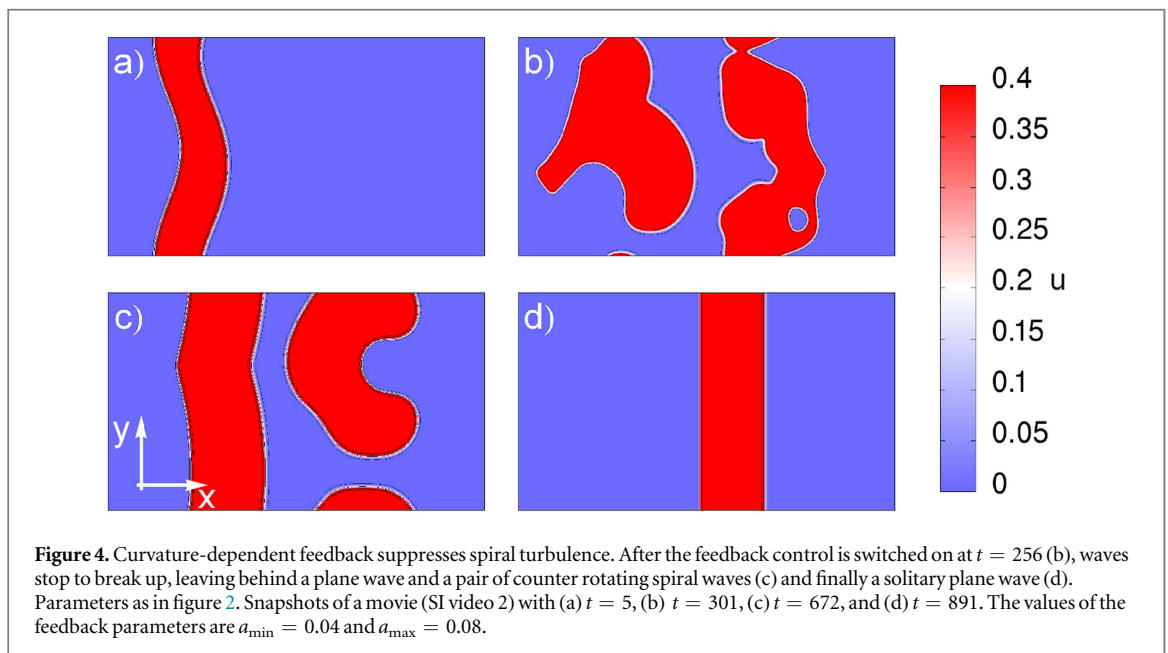 a)
b)
c)
d)
y
x
0.4
0.35
0.3
0.25
0.2
0.15
0.1
0.05
0
u
Figure 4. Curvature-dependent feedback suppresses spiral turbulence. After the feedback control is switched on at t = 256 (b), waves
stop to break up, leaving behind a plane wave and a pair of counter rotating spiral waves (c) and finally a solitary plane wave (d).
Parameters as in figure 2. Snapshots of a movie (SI video 2) with (a) t = 5, (b) t = 301, (c) t = 672, and (d) t = 891. The values of the
feedback parameters are a_min = 0.04 and a_max = 0.08.